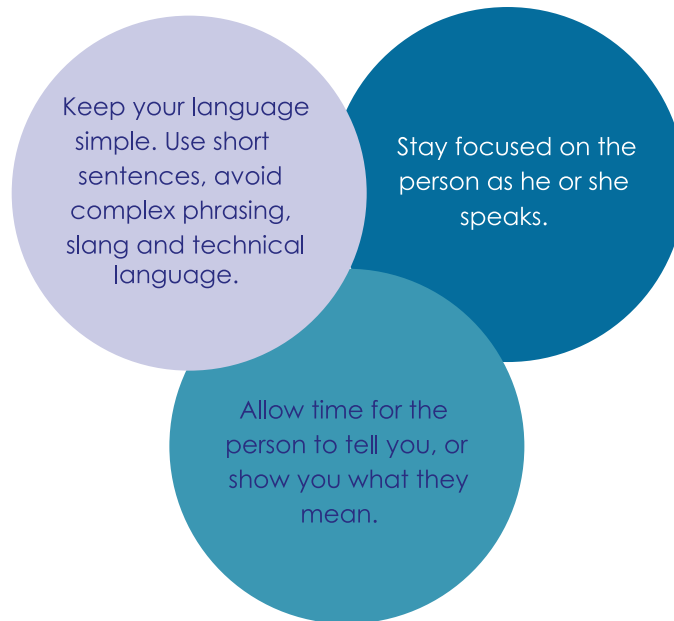 Keep your language
simple. Use short
sentences, avoid
complex phrasing,
slang and technical
language.
Stay focused on the
person as he or she
speaks.
Allow time for the
person to tell you, or
show you what they
mean.